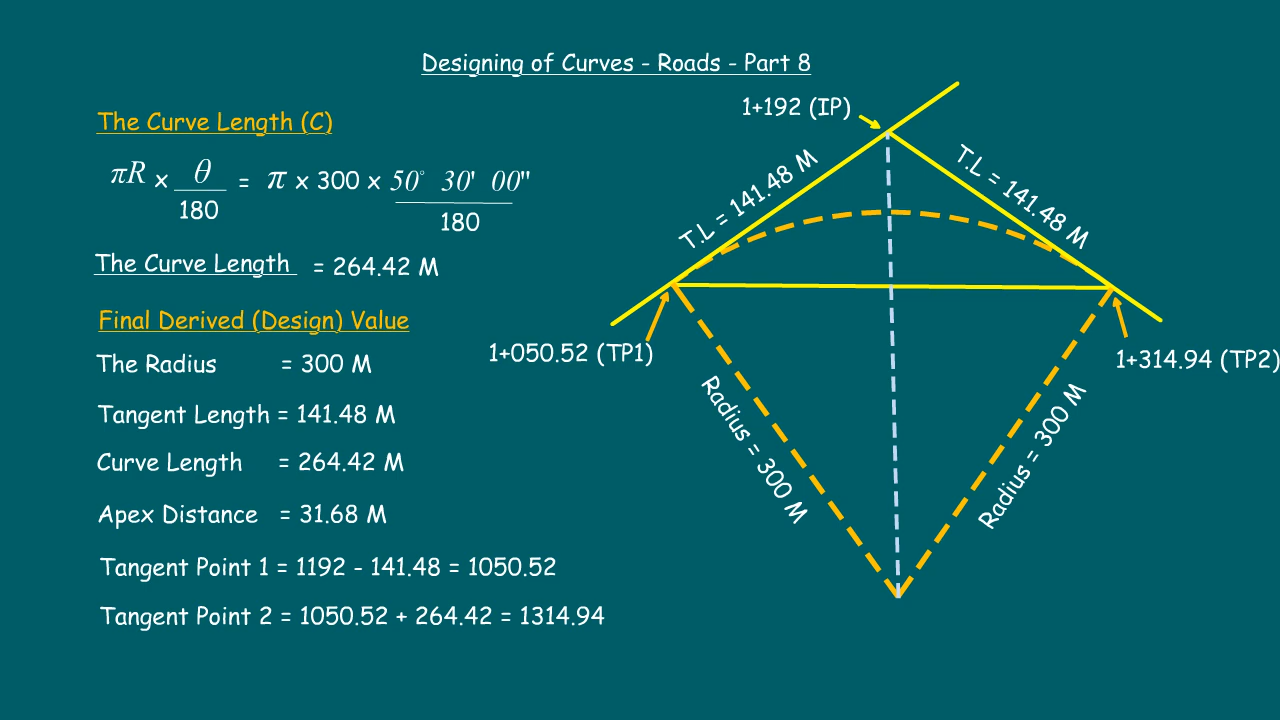 Designing of Curves - Roads - Part 8
The Curve Length (C)
πR x θ/180 = π x 300 x 50° 30' 00"/180
The Curve Length = 264.42 M
Final Derived (Design) Value
The Radius = 300 M
Tangent Length = 141.48 M
Curve Length = 264.42 M
Apex Distance = 31.68 M
Tangent Point 1 = 1192 - 141.48 = 1050.52
Tangent Point 2 = 1050.52 + 264.42 = 1314.94
1+192 (IP)
T.L = 141.48 M
T.L = 141.48 M
1+050.52 (TP1)
1+314.94 (TP2)
Radius = 300 M
Radius = 300 M